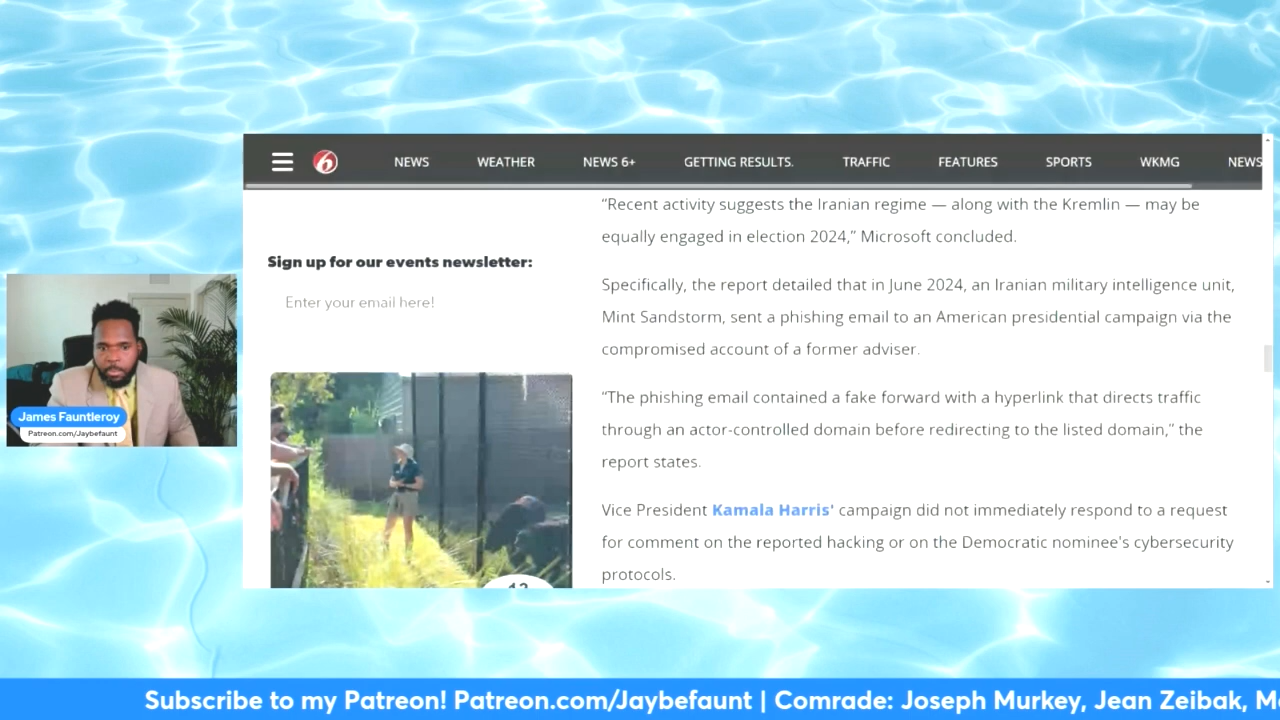 6
NEWS
WEATHER
NEWS 6+
GETTING RESULTS.
TRAFFIC
FEATURES
SPORTS
WKMG
NEWS
“Recent activity suggests the Iranian regime — along with the Kremlin — may be
equally engaged in election 2024,” Microsoft concluded.
Sign up for our events newsletter:
Enter your email here!
Specifically, the report detailed that in June 2024, an Iranian military intelligence unit,
Mint Sandstorm, sent a phishing email to an American presidential campaign via the
compromised account of a former adviser.
“The phishing email contained a fake forward with a hyperlink that directs traffic
through an actor-controlled domain before redirecting to the listed domain,” the
report states.
Vice President Kamala Harris' campaign did not immediately respond to a request
for comment on the reported hacking or on the Democratic nominee's cybersecurity
protocols.
James Fauntleroy
Patreon.com/Jaybefaunt
Subscribe to my Patreon! Patreon.com/Jaybefaunt | Comrade: Joseph Murkey, Jean Zeibak,